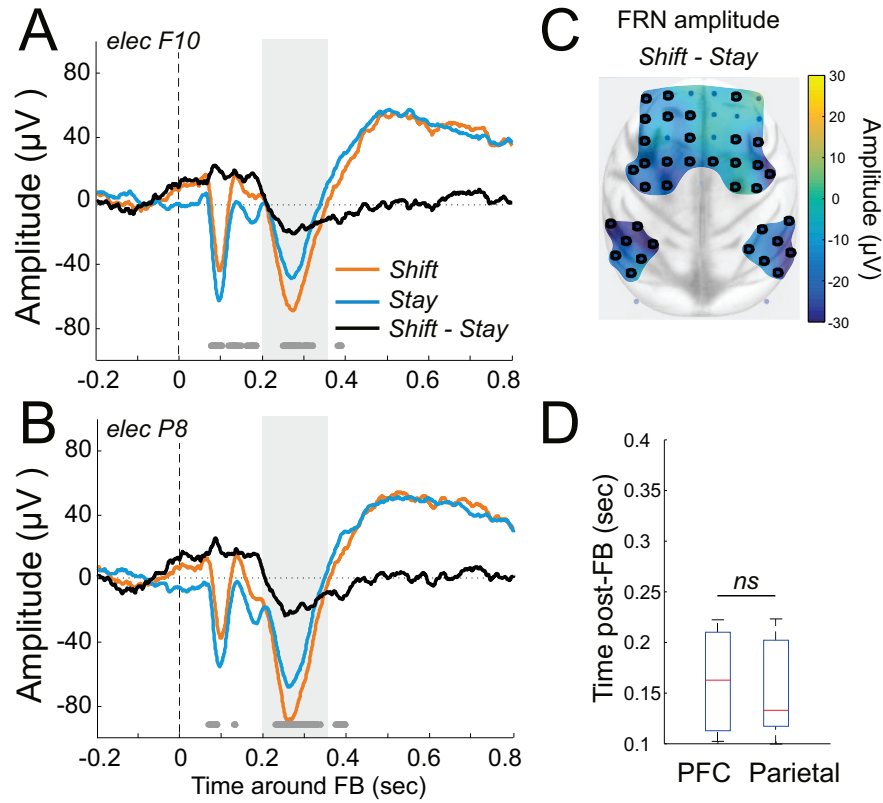 A
elec F10
Amplitude (µV)
80
40
0
-40
-80
Shift
Stay
Shift - Stay
-0.2 0 0.2 0.4 0.6 0.8
B
elec P8
Amplitude (µV)
80
40
0
-40
-80
-0.2 0 0.2 0.4 0.6 0.8
Time around FB (sec)
C
FRN amplitude
Shift - Stay
30
20
10
0
-10
-20
-30
Amplitude (µV)
D
Time post-FB (sec)
0.4
0.35
0.3
0.25
0.2
0.15
0.1
ns
PFC Parietal